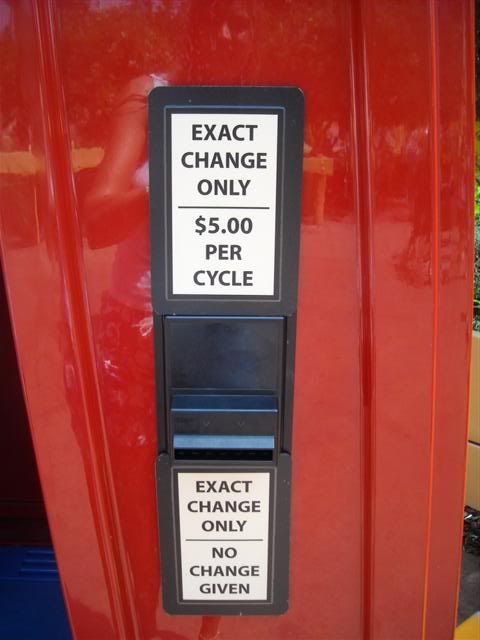 EXACT
CHANGE
ONLY
$5.00
PER
CYCLE
EXACT
CHANGE
ONLY
NO
CHANGE
GIVEN